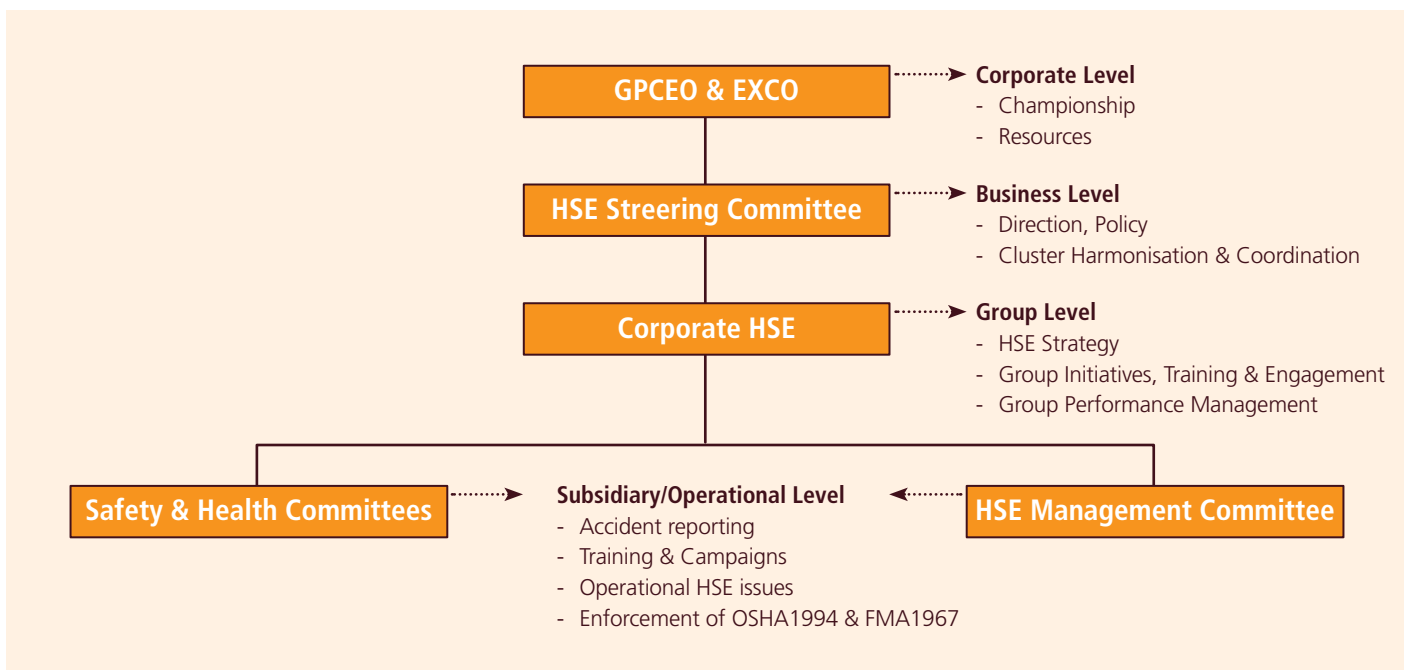 GPCEO & EXCO
Corporate Level
- Championship
- Resources
HSE Streering Committee
Business Level
- Direction, Policy
- Cluster Harmonisation & Coordination
Corporate HSE
Group Level
- HSE Strategy
- Group Initiatives, Training & Engagement
- Group Performance Management
Safety & Health Committees
Subsidiary/Operational Level
- Accident reporting
- Training & Campaigns
- Operational HSE issues
- Enforcement of OSHA1994 & FMA1967
HSE Management Committee